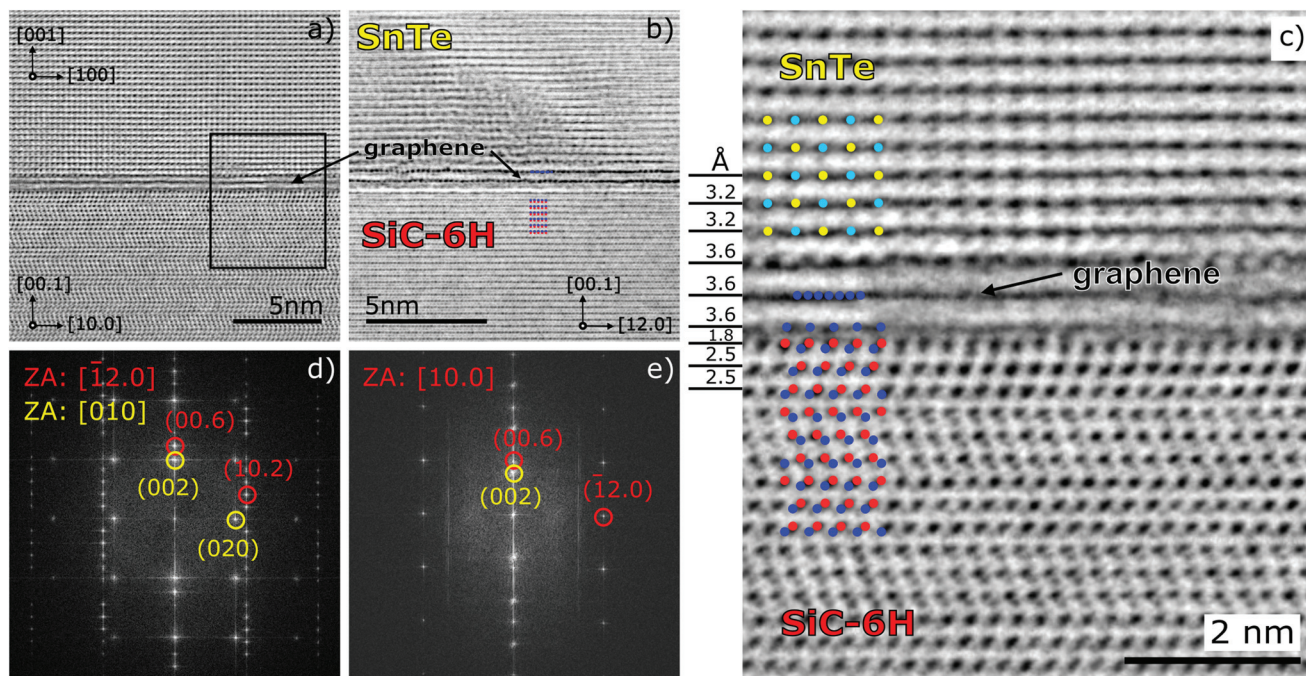 a)
[001]
[100]
[00.1]
[10.0]
5nm
b)
SnTe
graphene
SiC-6H
5nm
[00.1]
[12.0]
c)
SnTe
Å
3.2
3.2
3.6
3.6
3.6
1.8
2.5
2.5
graphene
SiC-6H
2 nm
d)
ZA: [1̄2.0]
ZA: [010]
(00.6)
(002)
(10.2)
(020)
e)
ZA: [10.0]
(00.6)
(002)
(1̄2.0)